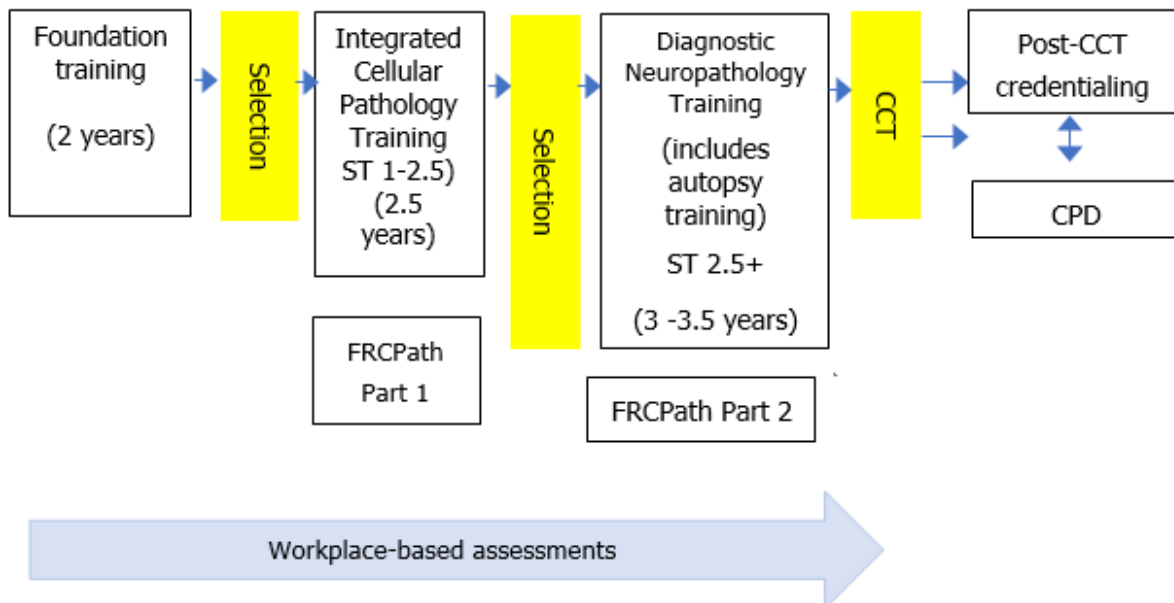 Foundation
training
(2 years)
Selection
Integrated
Cellular
Pathology
Training
ST 1-2.5)
(2.5
years)
FRCPath
Part 1
Selection
Diagnostic
Neuropathology
Training
(includes
autopsy
training)
ST 2.5+
(3 -3.5 years)
FRCPath Part 2
CCT
Post-CCT
credentialing
CPD
Workplace-based assessments